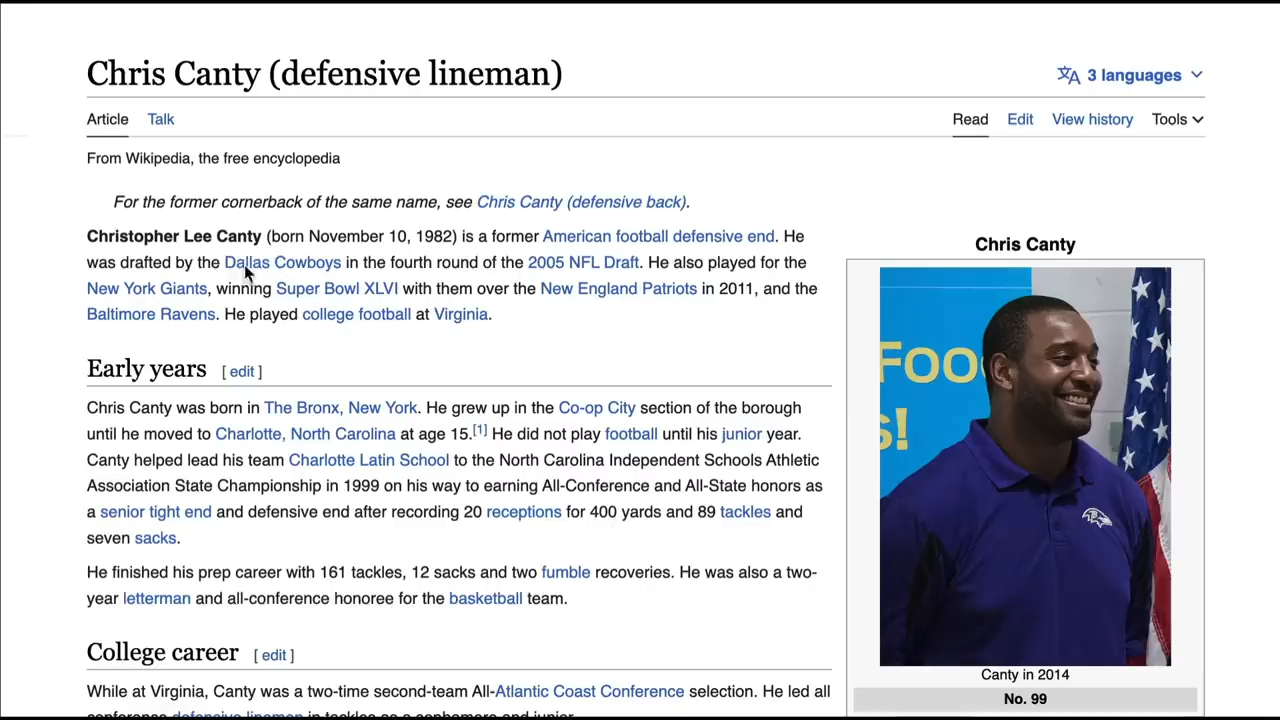 Chris Canty (defensive lineman)
3 languages
Article Talk
Read Edit View history Tools
From Wikipedia, the free encyclopedia
For the former cornerback of the same name, see Chris Canty (defensive back).
Christopher Lee Canty (born November 10, 1982) is a former American football defensive end. He
was drafted by the Dallas Cowboys in the fourth round of the 2005 NFL Draft. He also played for the
New York Giants, winning Super Bowl XLVI with them over the New England Patriots in 2011, and the
Baltimore Ravens. He played college football at Virginia.
Early years [ edit ]
Chris Canty was born in The Bronx, New York. He grew up in the Co-op City section of the borough
until he moved to Charlotte, North Carolina at age 15.[1] He did not play football until his junior year.
Canty helped lead his team Charlotte Latin School to the North Carolina Independent Schools Athletic
Association State Championship in 1999 on his way to earning All-Conference and All-State honors as
a senior tight end and defensive end after recording 20 receptions for 400 yards and 89 tackles and
seven sacks.
He finished his prep career with 161 tackles, 12 sacks and two fumble recoveries. He was also a two-
year letterman and all-conference honoree for the basketball team.
College career [ edit ]
While at Virginia, Canty was a two-time second-team All-Atlantic Coast Conference selection. He led all
conference defensive linemen in tackles as a sophomore and junior.
Chris Canty
Foo
s!
Canty in 2014
No. 99